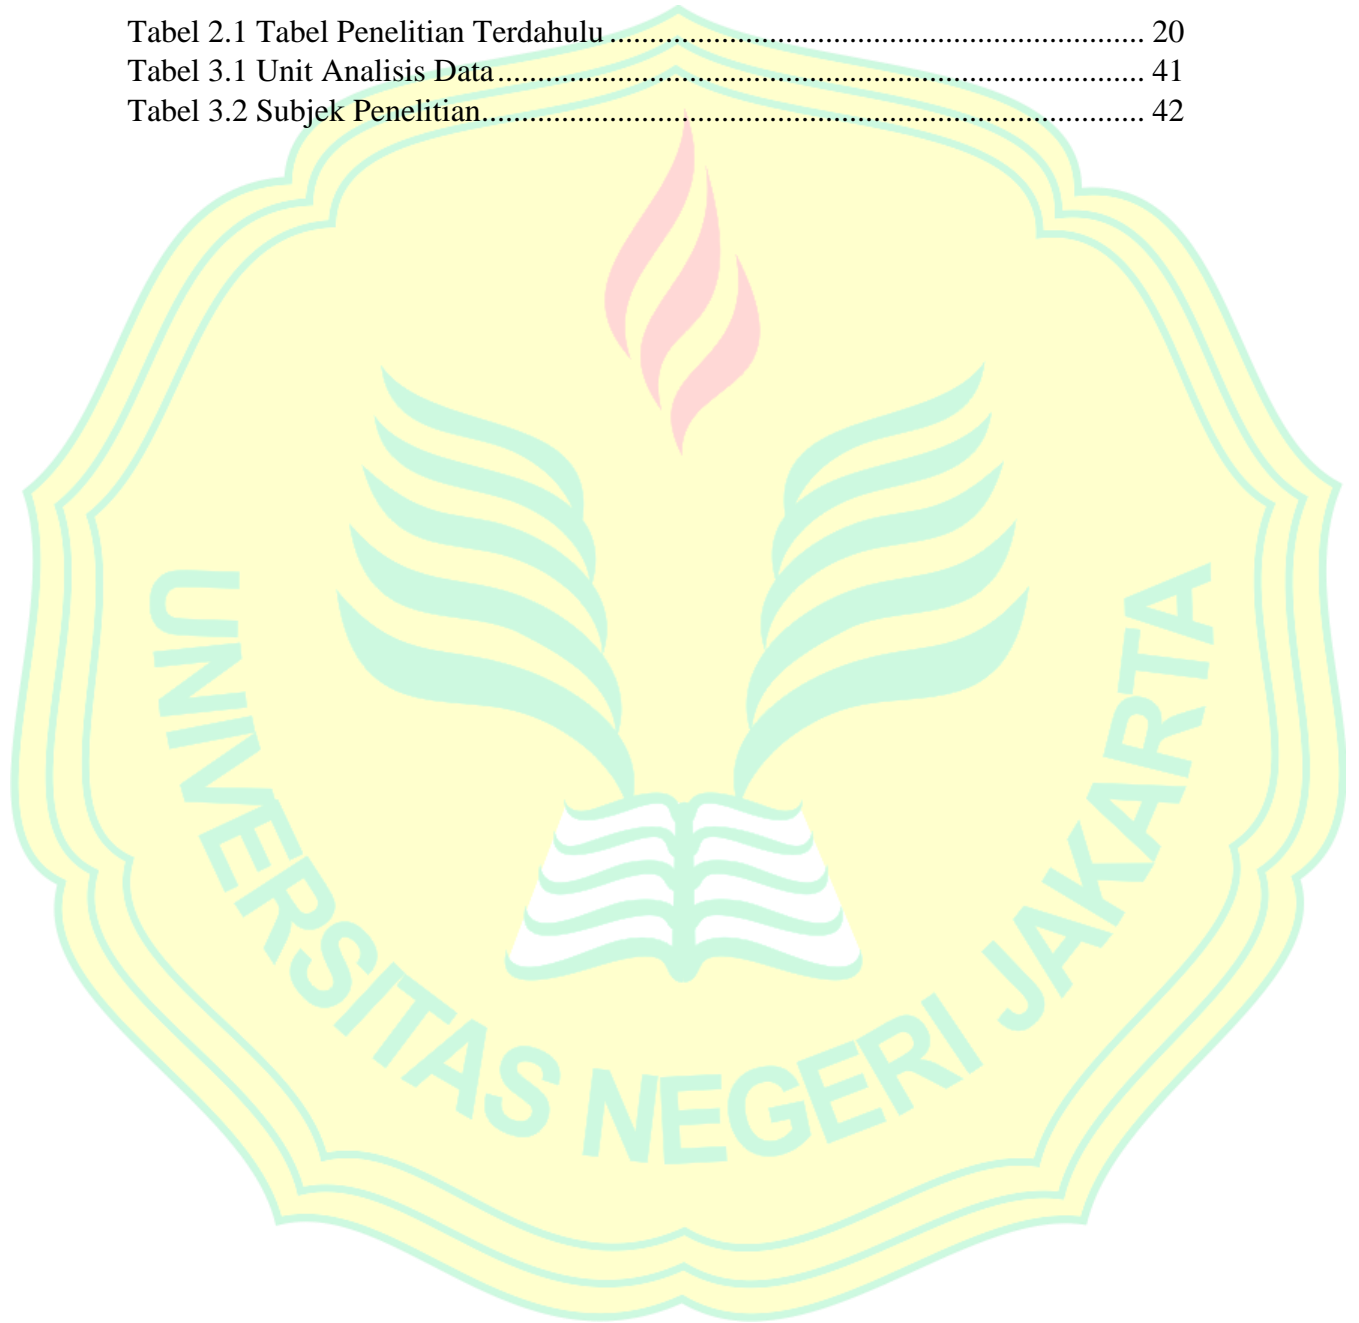 Tabel 2.1 Tabel Penelitian Terdahulu .................................................................... 20
Tabel 3.1 Unit Analisis Data.................................................................................. 41
Tabel 3.2 Subjek Penelitian.................................................................................... 42
UNIVERSITAS NEGERI JAKARTA